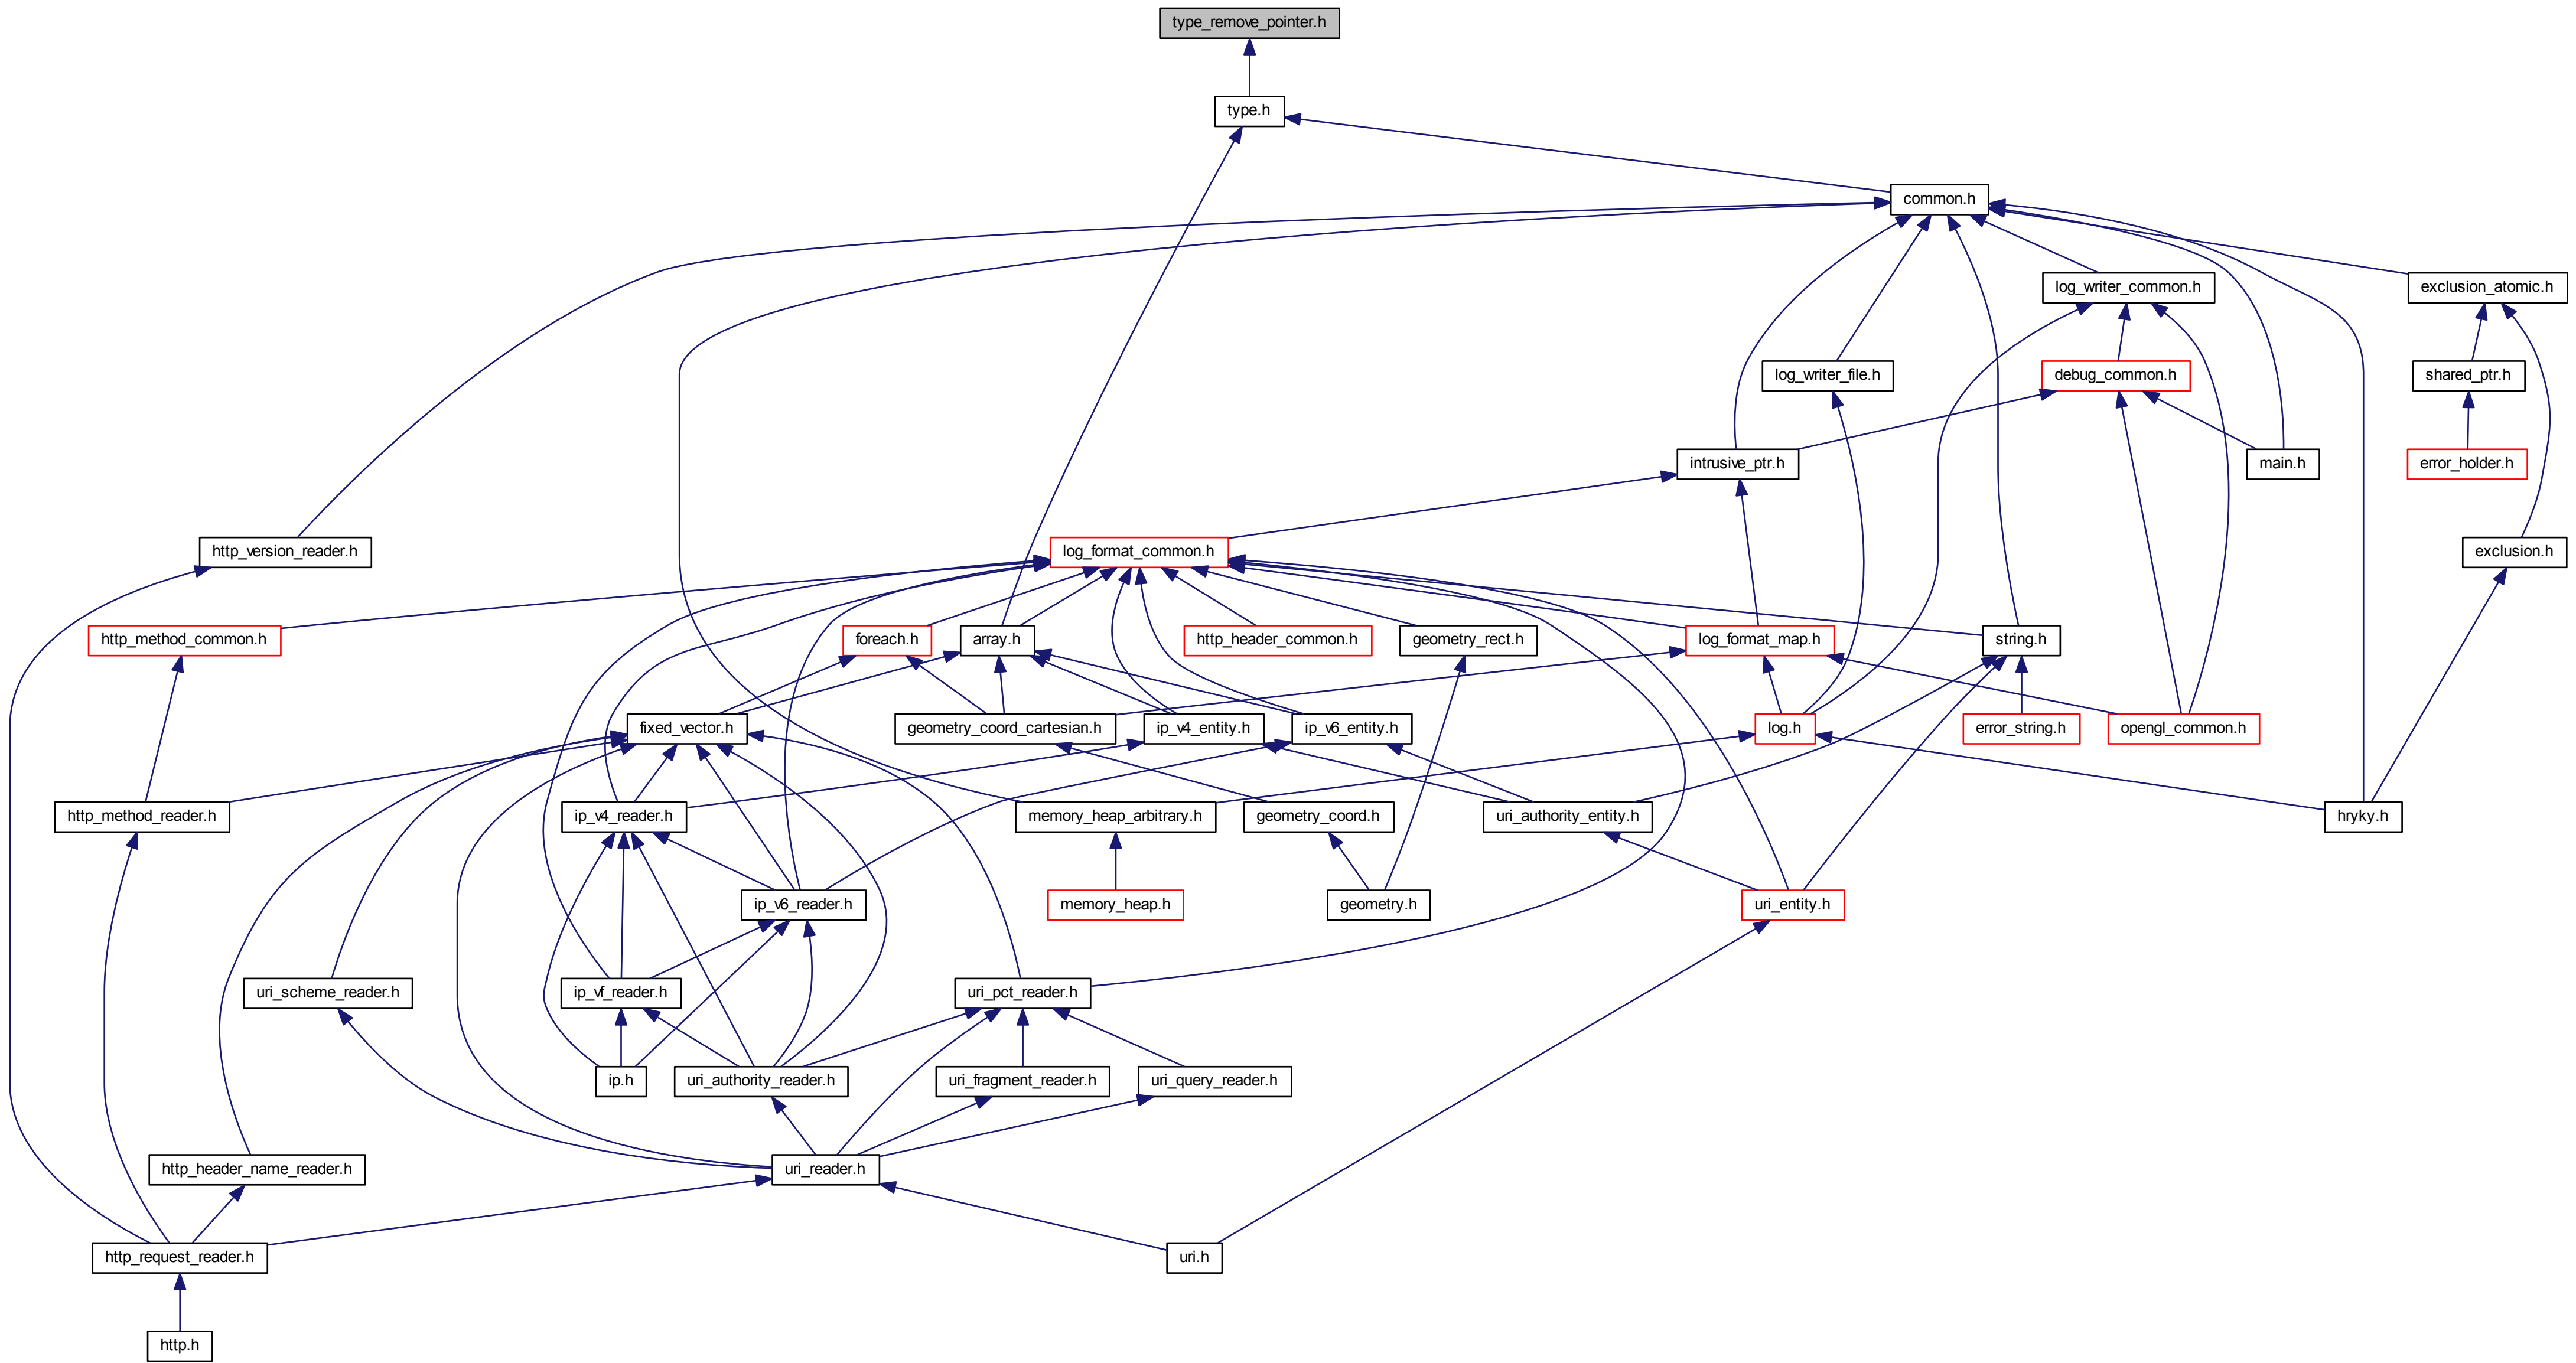 type_remove_pointer.h
type.h
common.h
log_writer_common.h
exclusion_atomic.h
log_writer_file.h
debug_common.h
shared_ptr.h
intrusive_ptr.h
main.h
error_holder.h
http_version_reader.h
log_format_common.h
exclusion.h
http_method_common.h
foreach.h
array.h
http_header_common.h
geometry_rect.h
log_format_map.h
string.h
fixed_vector.h
geometry_coord_cartesian.h
ip_v4_entity.h
ip_v6_entity.h
log.h
error_string.h
opengl_common.h
http_method_reader.h
ip_v4_reader.h
memory_heap_arbitrary.h
geometry_coord.h
uri_authority_entity.h
hryky.h
ip_v6_reader.h
memory_heap.h
geometry.h
uri_entity.h
uri_scheme_reader.h
ip_vf_reader.h
uri_pct_reader.h
ip.h
uri_authority_reader.h
uri_fragment_reader.h
uri_query_reader.h
http_header_name_reader.h
uri_reader.h
http_request_reader.h
uri.h
http.h